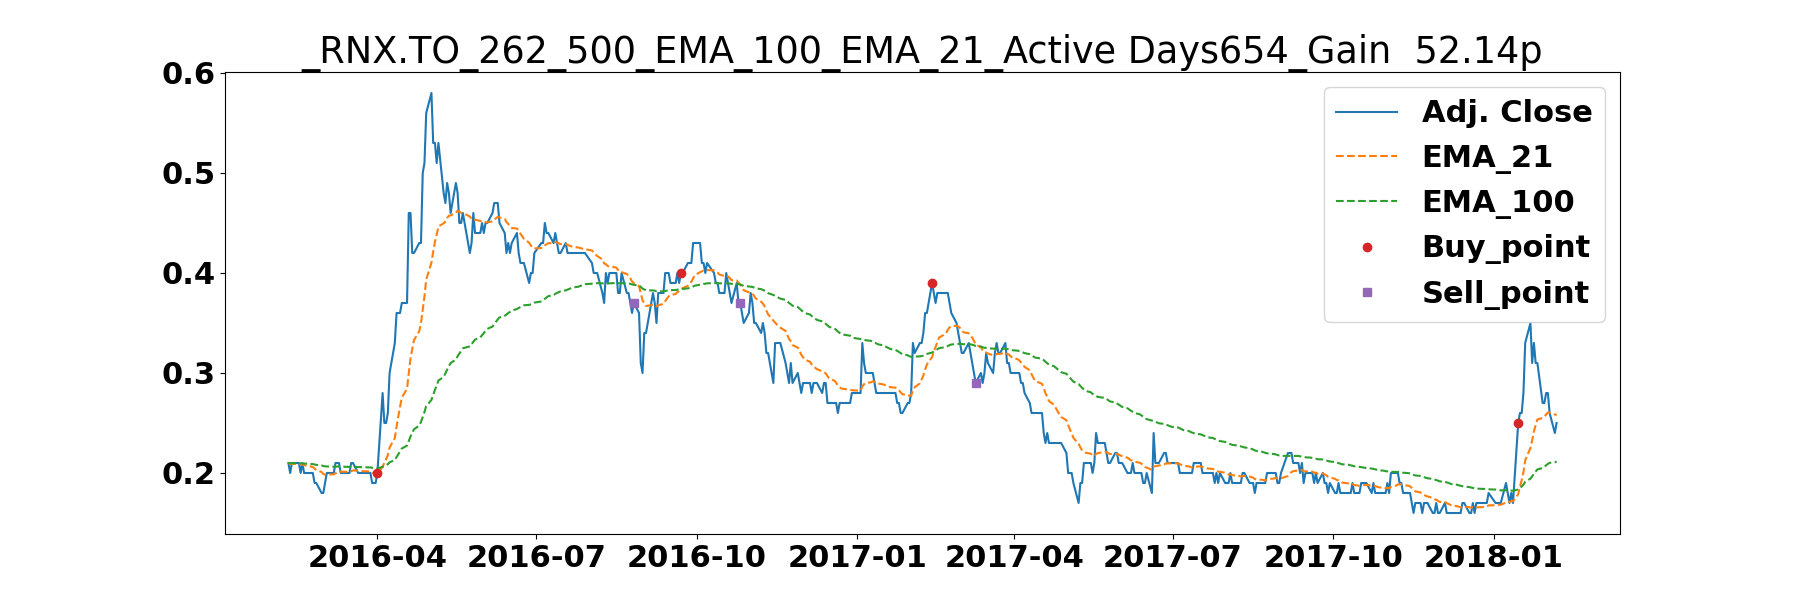 _RNX.TO_262_500_EMA_100_EMA_21_Active Days654_Gain  52.14p
0.6
0.5
0.4
0.3
0.2
Adj. Close
EMA_21
EMA_100
Buy_point
Sell_point
2016-04 2016-07 2016-10 2017-01 2017-04 2017-07 2017-10 2018-01